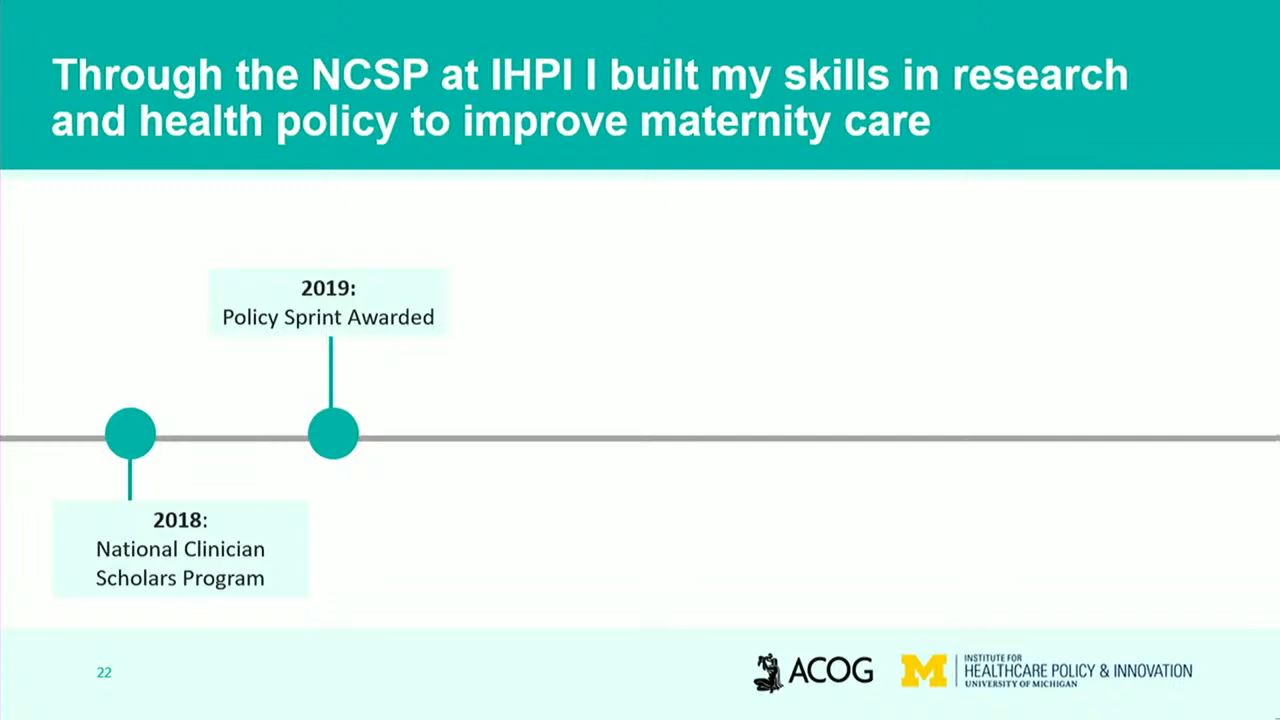 Through the NCSP at IHPI I built my skills in research
and health policy to improve maternity care
2019:
Policy Sprint Awarded
2018:
National Clinician
Scholars Program
22
ACOG
M
INSTITUTE FOR
HEALTHCARE POLICY & INNOVATION
UNIVERSITY OF MICHIGAN